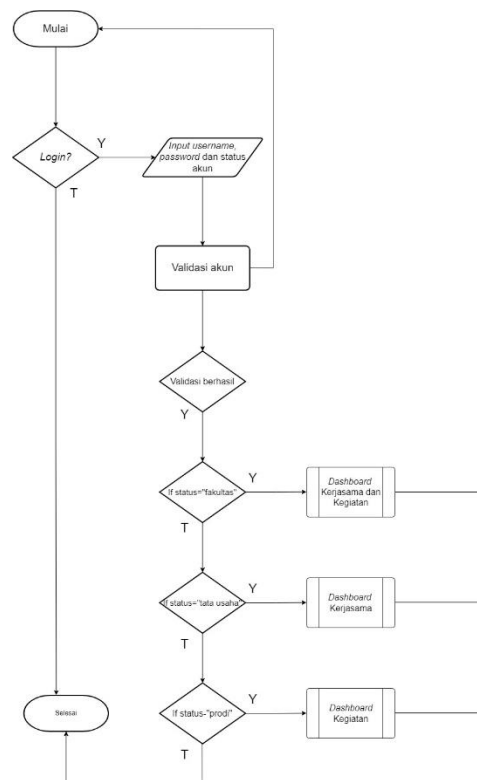 Mulai
Login?
Y
T
Input username,
password dan status
akun
Validasi akun
Validasi berhasil
Y
If status="fakultas"
Y
T
Dashboard
Kerjasama dan
Kegiatan
If status="tata usaha"
Y
T
Dashboard
Kerjasama
If status-"prodi"
Y
T
Dashboard
Kegiatan
Selesai